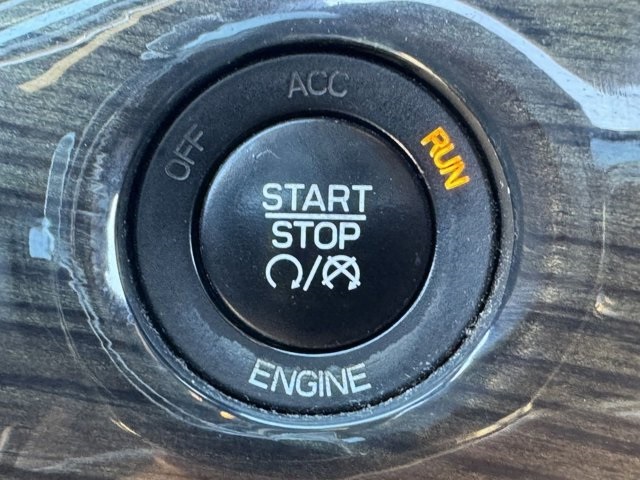 ACC
OFF
RUN
START
STOP
ENGINE